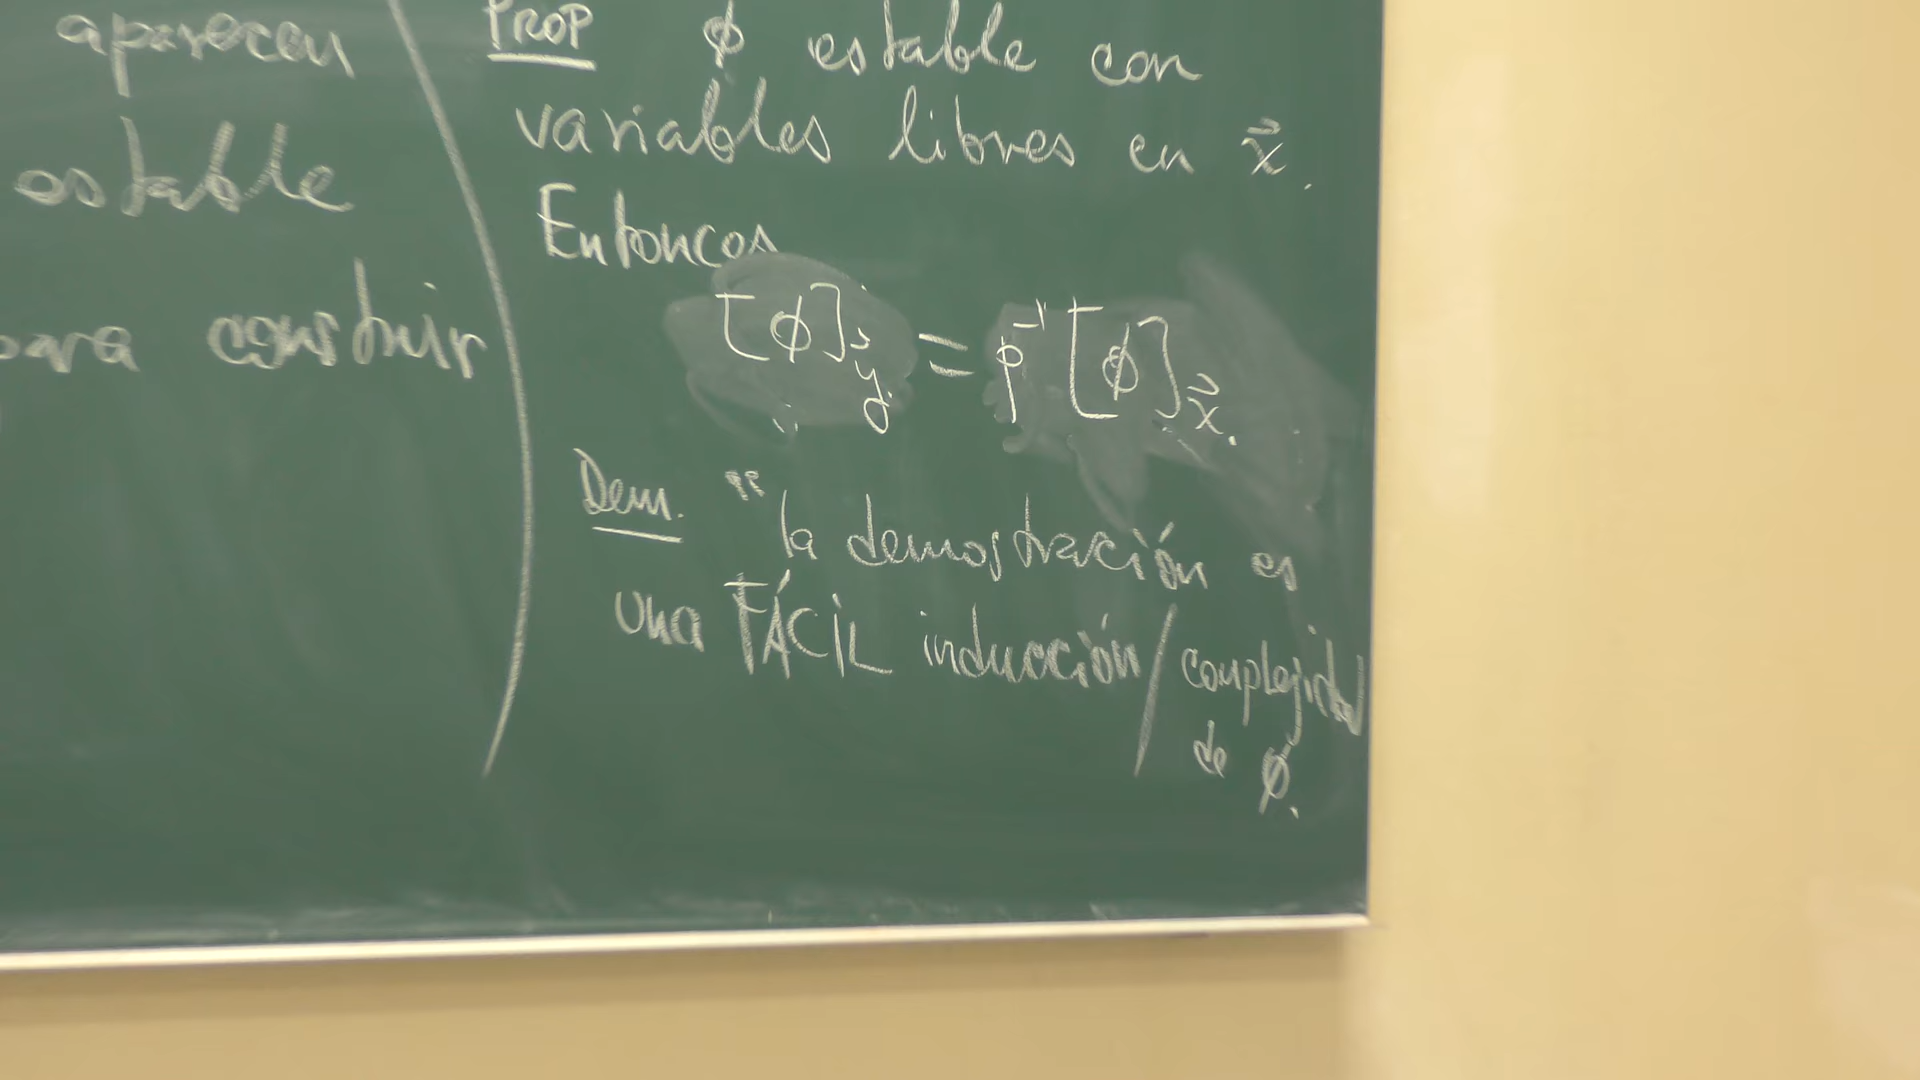 aparecen
estable
para construir
PROP ϕ estable con
variables libres en x⃗.
Entonces
[ϕ]y⃗ = p⁻¹[ϕ]x⃗.
Dem. "la demostración es
una FÁCIL inducción/complejidad
de ϕ.